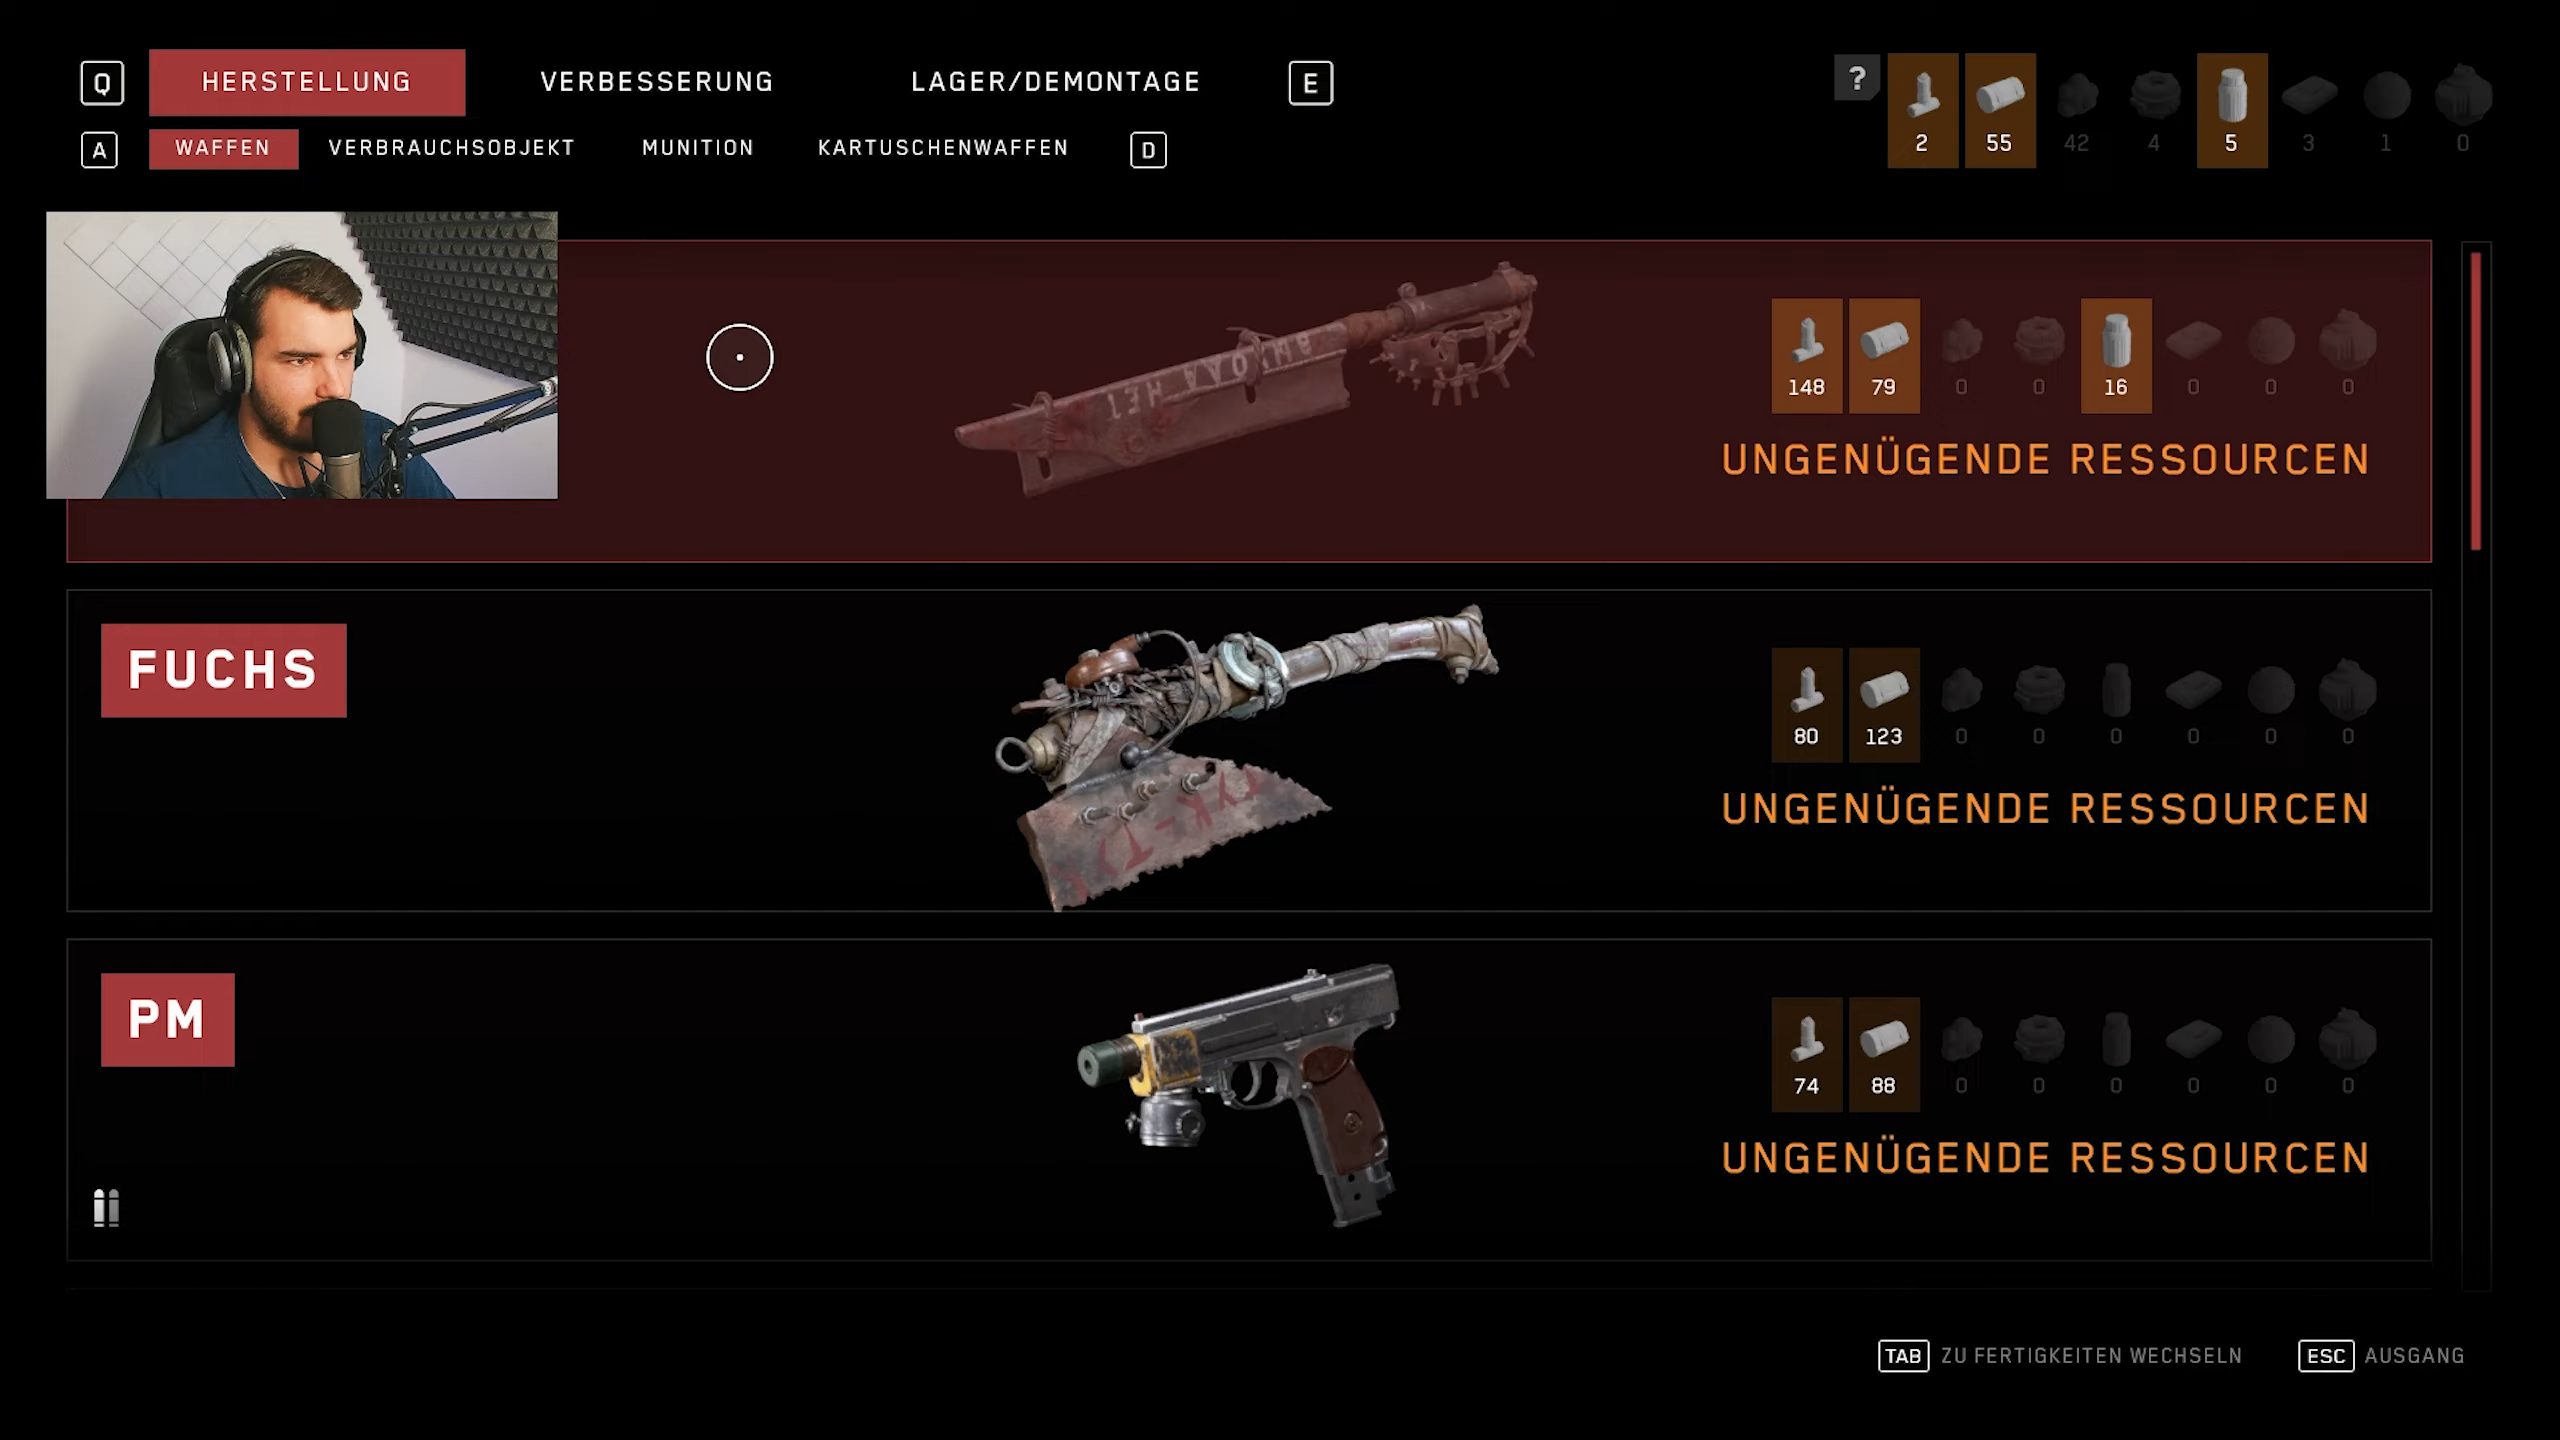 Q HERSTELLUNG VERBESSERUNG LAGER/DEMONTAGE E
A WAFFEN VERBRAUCHSOBJEKT MUNITION KARTUSCHENWAFFEN D
?
2 55 42 4 5 3 1 0
148 79 0 0 16 0 0 0
UNGENÜGENDE RESSOURCEN
FUCHS
80 123 0 0 0 0 0 0
UNGENÜGENDE RESSOURCEN
PM
74 88 0 0 0 0 0 0
UNGENÜGENDE RESSOURCEN
TAB ZU FERTIGKEITEN WECHSELN ESC AUSGANG